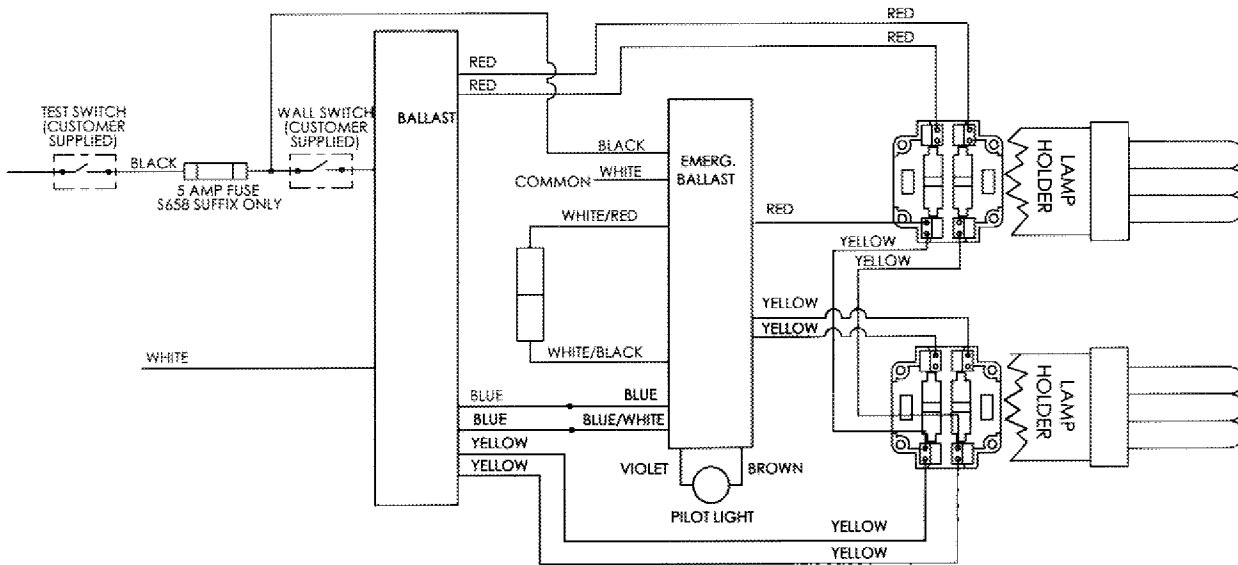 RED
RED
RED
RED
TEST SWITCH
(CUSTOMER
SUPPLIED)
BLACK
5 AMP FUSE
S658 SUFFIX ONLY
WALL SWITCH
(CUSTOMER
SUPPLIED)
BALLAST
BLACK
COMMON
WHITE
EMERG.
BALLAST
WHITE/RED
RED
LAMP
HOLDER
YELLOW
YELLOW
YELLOW
YELLOW
WHITE/BLACK
WHITE
LAMP
HOLDER
BLUE
BLUE
BLUE
BLUE/WHITE
YELLOW
YELLOW
VIOLET
BROWN
PILOT LIGHT
YELLOW
YELLOW